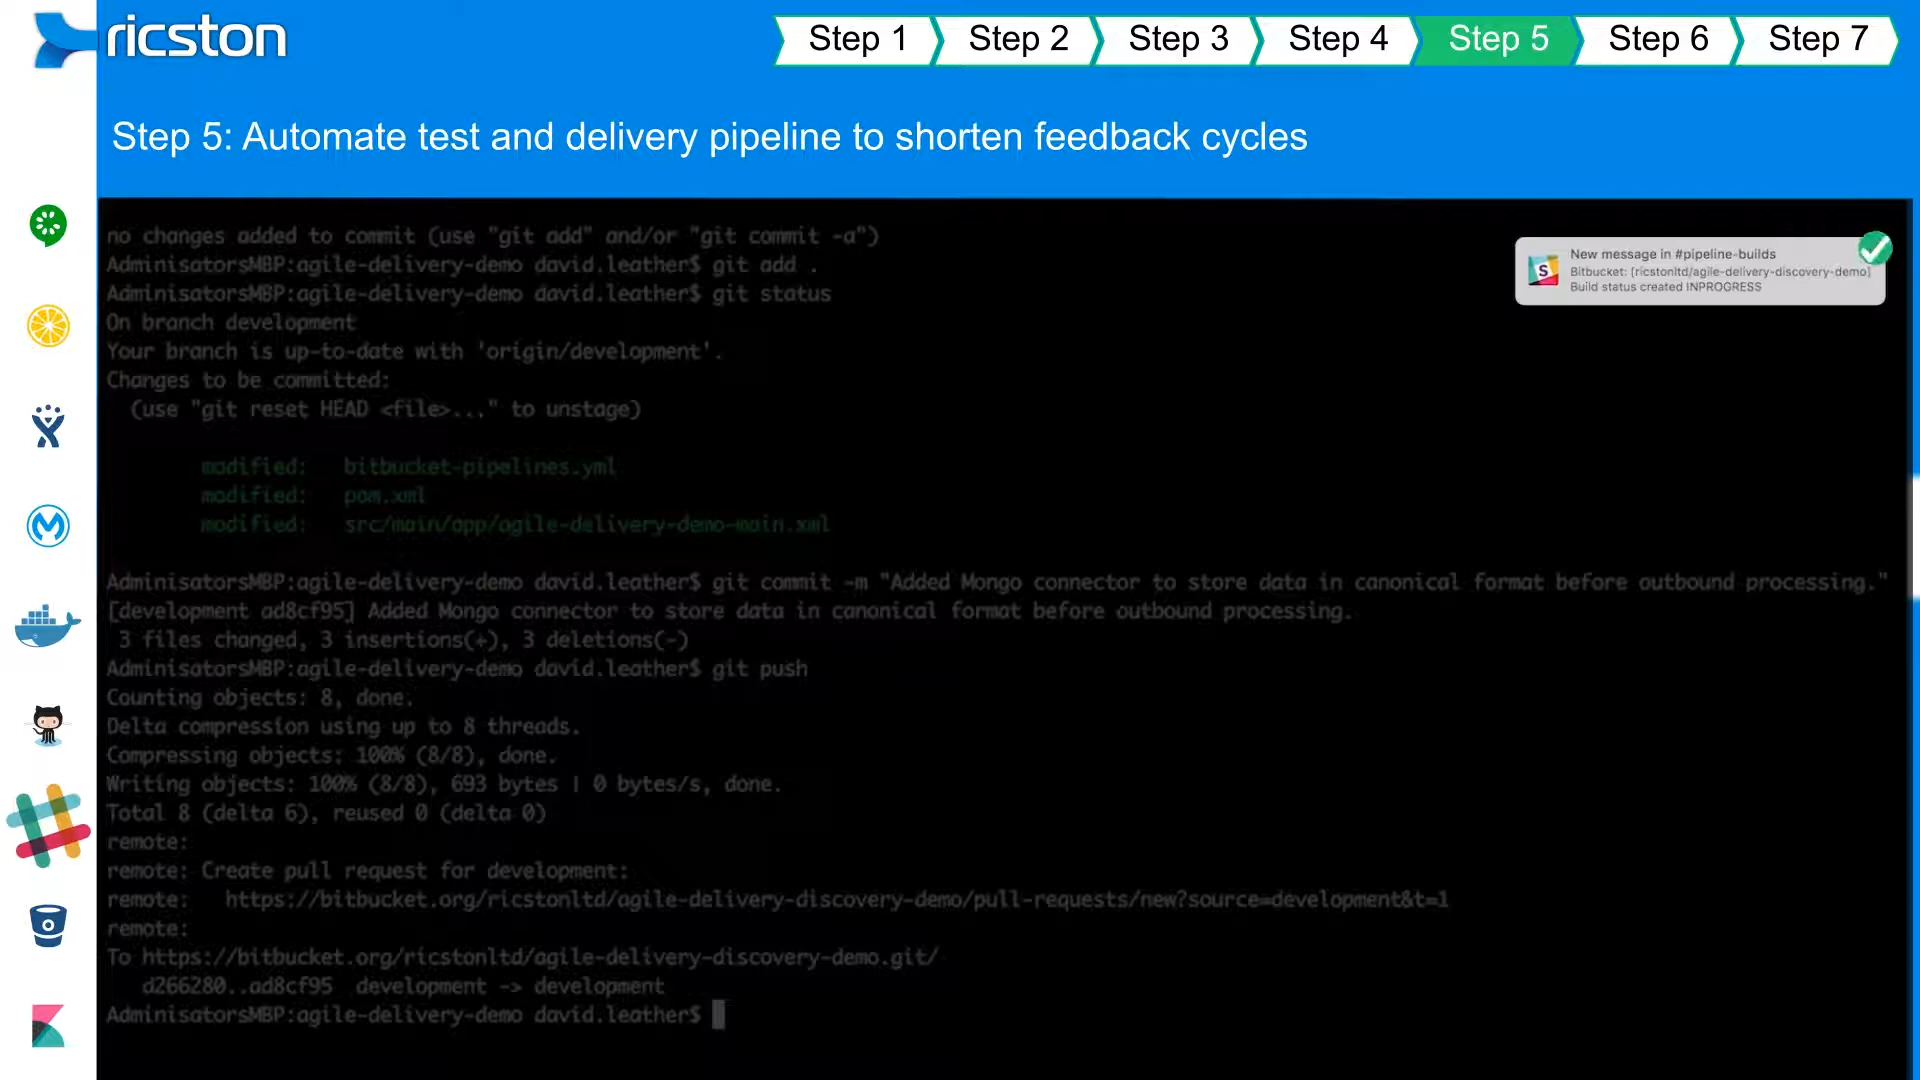 ricston
Step 1
Step 2
Step 3
Step 4
Step 5
Step 6
Step 7
Step 5: Automate test and delivery pipeline to shorten feedback cycles
no changes added to commit (use "git add" and/or "git commit -a")
AdminisatorsMBP:agile-delivery-demo david.leather$ git add .
AdminisatorsMBP:agile-delivery-demo david.leather$ git status
On branch development
Your branch is up-to-date with 'origin/development'.
Changes to be committed:
(use "git reset HEAD <file>..." to unstage)
modified: bitbucket-pipelines.yml
modified: pom.xml
modified: src/main/app/agile-delivery-demo-main.xml
AdminisatorsMBP:agile-delivery-demo david.leather$ git commit -m "Added Mongo connector to store data in canonical format before outbound processing."
[development ad8cf95] Added Mongo connector to store data in canonical format before outbound processing.
3 files changed, 3 insertions(+), 3 deletions(-)
AdminisatorsMBP:agile-delivery-demo david.leather$ git push
Counting objects: 8, done.
Delta compression using up to 8 threads.
Compressing objects: 100% (8/8), done.
Writing objects: 100% (8/8), 693 bytes | 0 bytes/s, done.
Total 8 (delta 6), reused 0 (delta 0)
remote:
remote: Create pull request for development:
remote: https://bitbucket.org/ricstonltd/agile-delivery-discovery-demo/pull-requests/new?source=development&t=1
remote:
To https://bitbucket.org/ricstonltd/agile-delivery-discovery-demo.git/
d266280..ad8cf95 development -> development
AdminisatorsMBP:agile-delivery-demo david.leather$
New message in #pipeline-builds
Bitbucket: [ricstonltd/agile-delivery-discovery-demo]
Build status created INPROGRESS
S